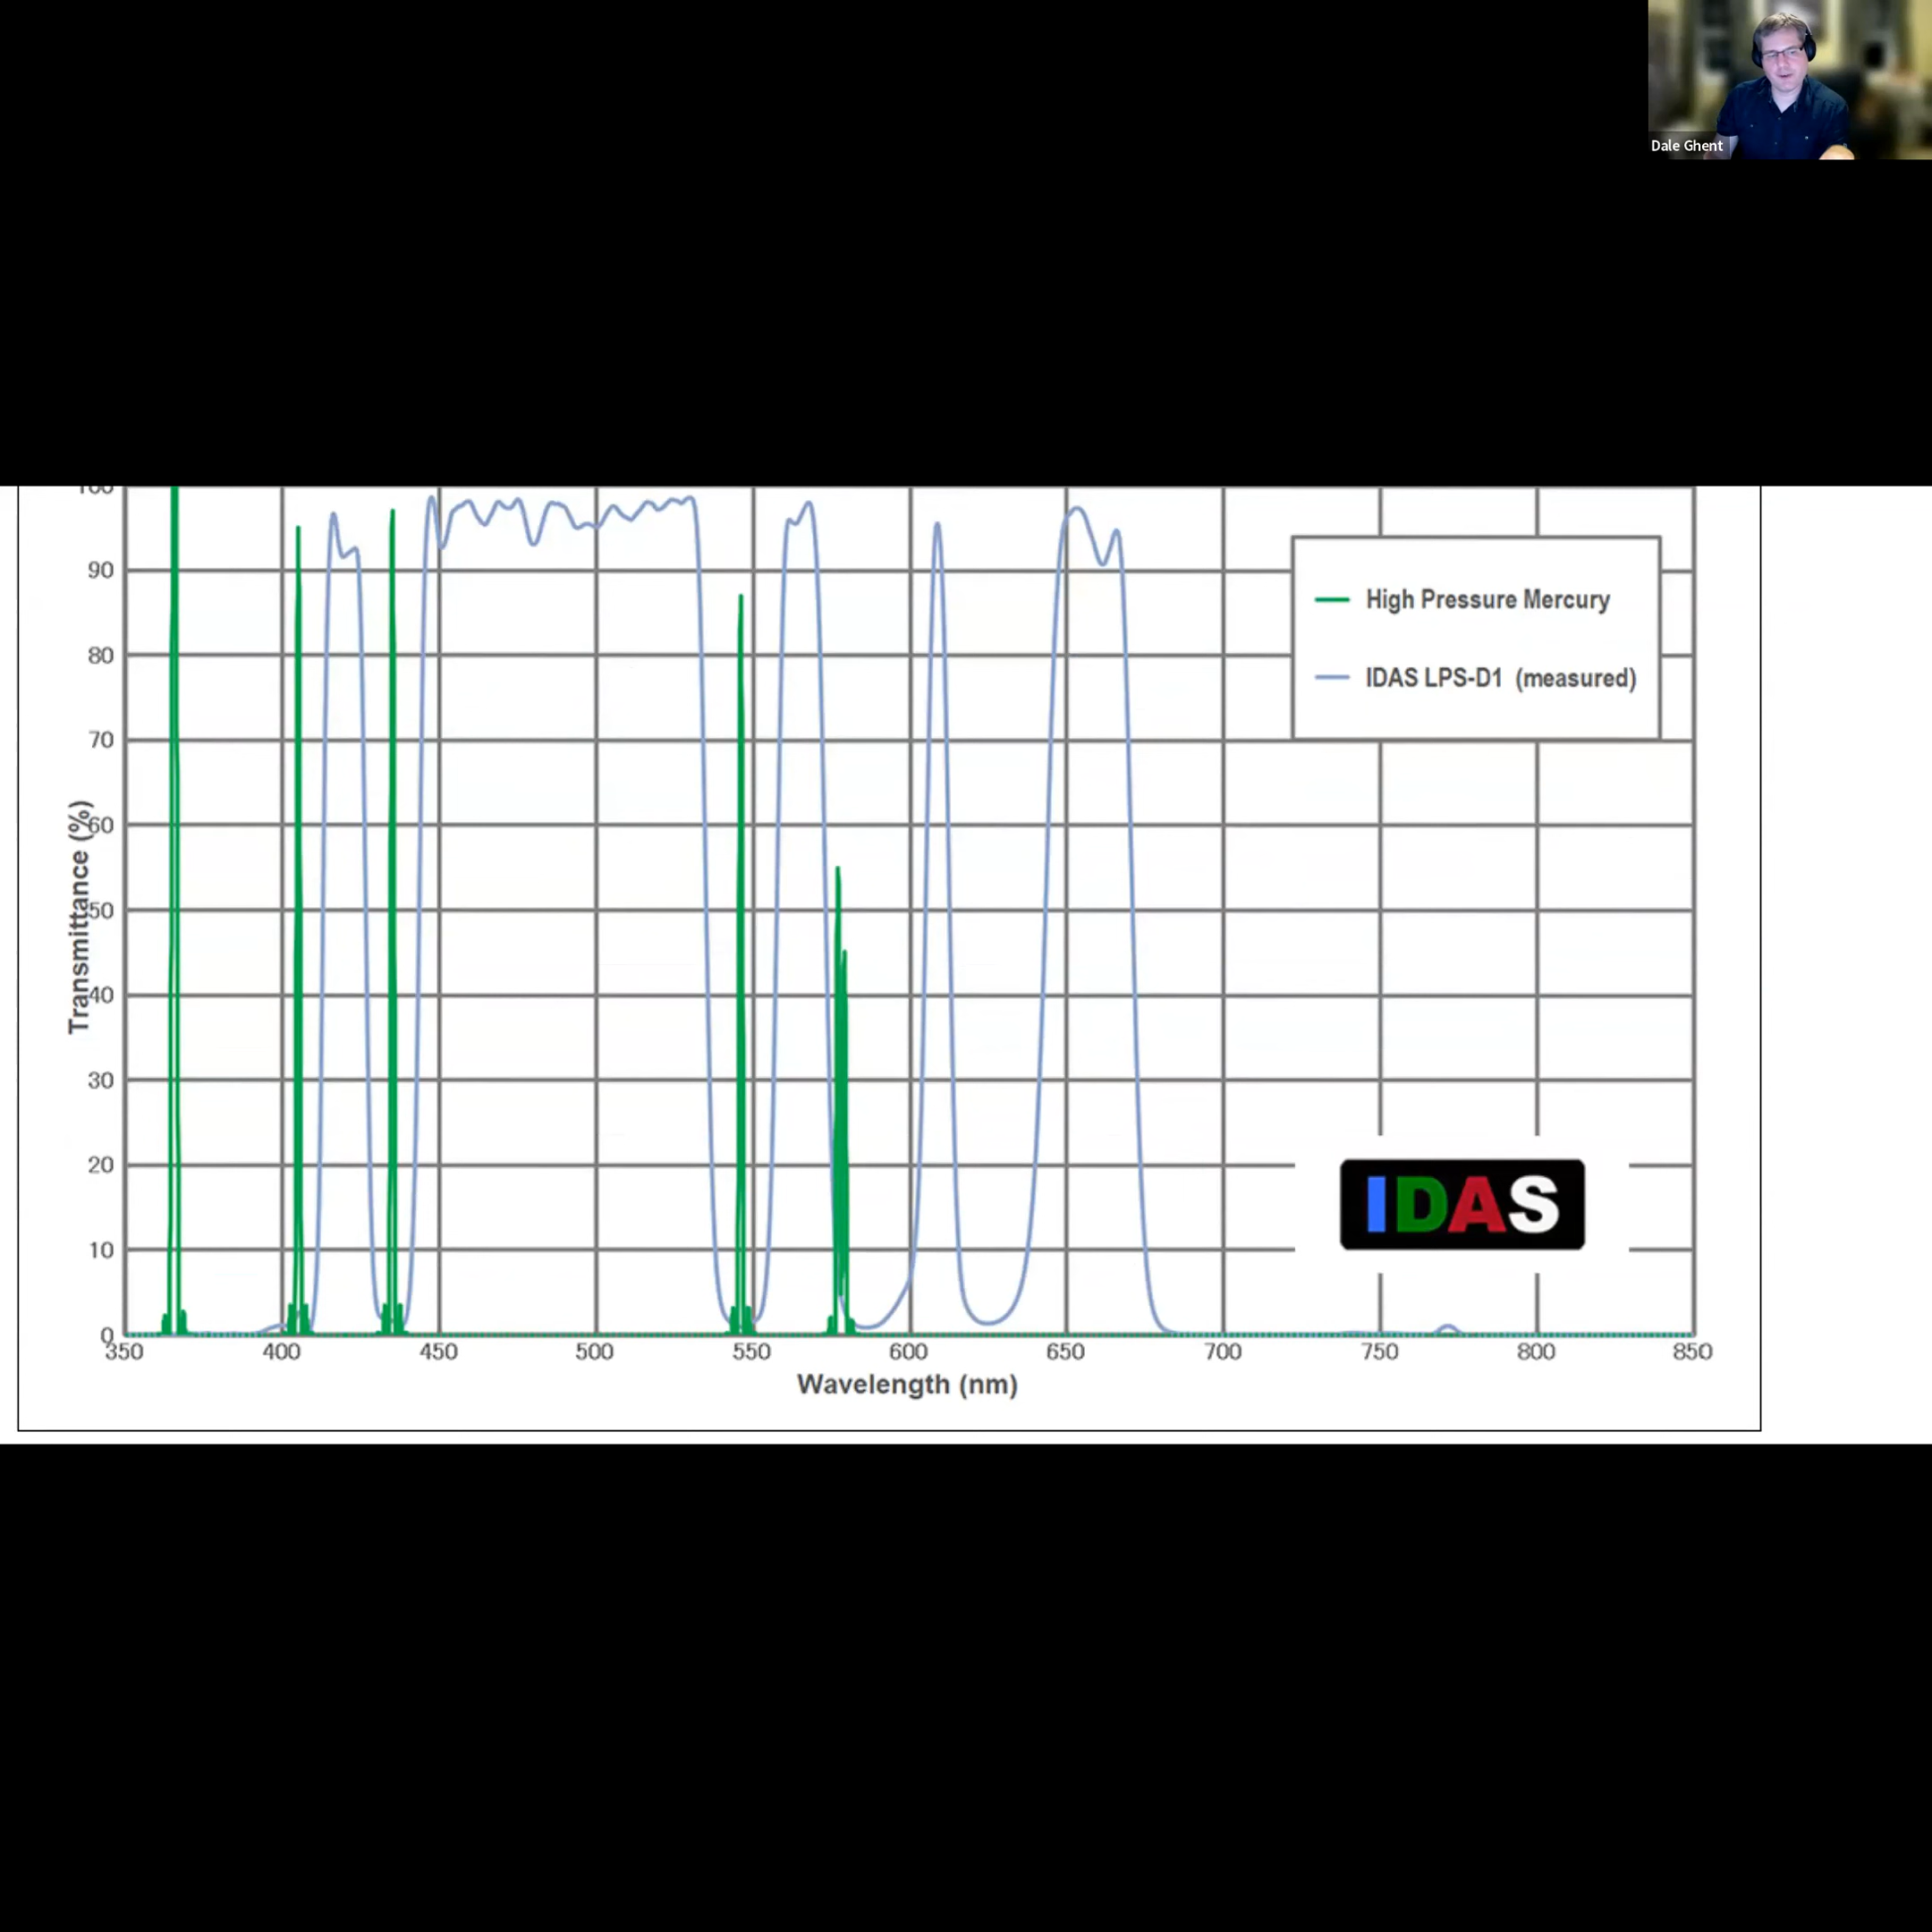 Dale Ghent
100
90
80
70
60
50
40
30
20
10
0
Transmittance (%)
High Pressure Mercury
IDAS LPS-D1 (measured)
IDAS
350 400 450 500 550 600 650 700 750 800 850
Wavelength (nm)